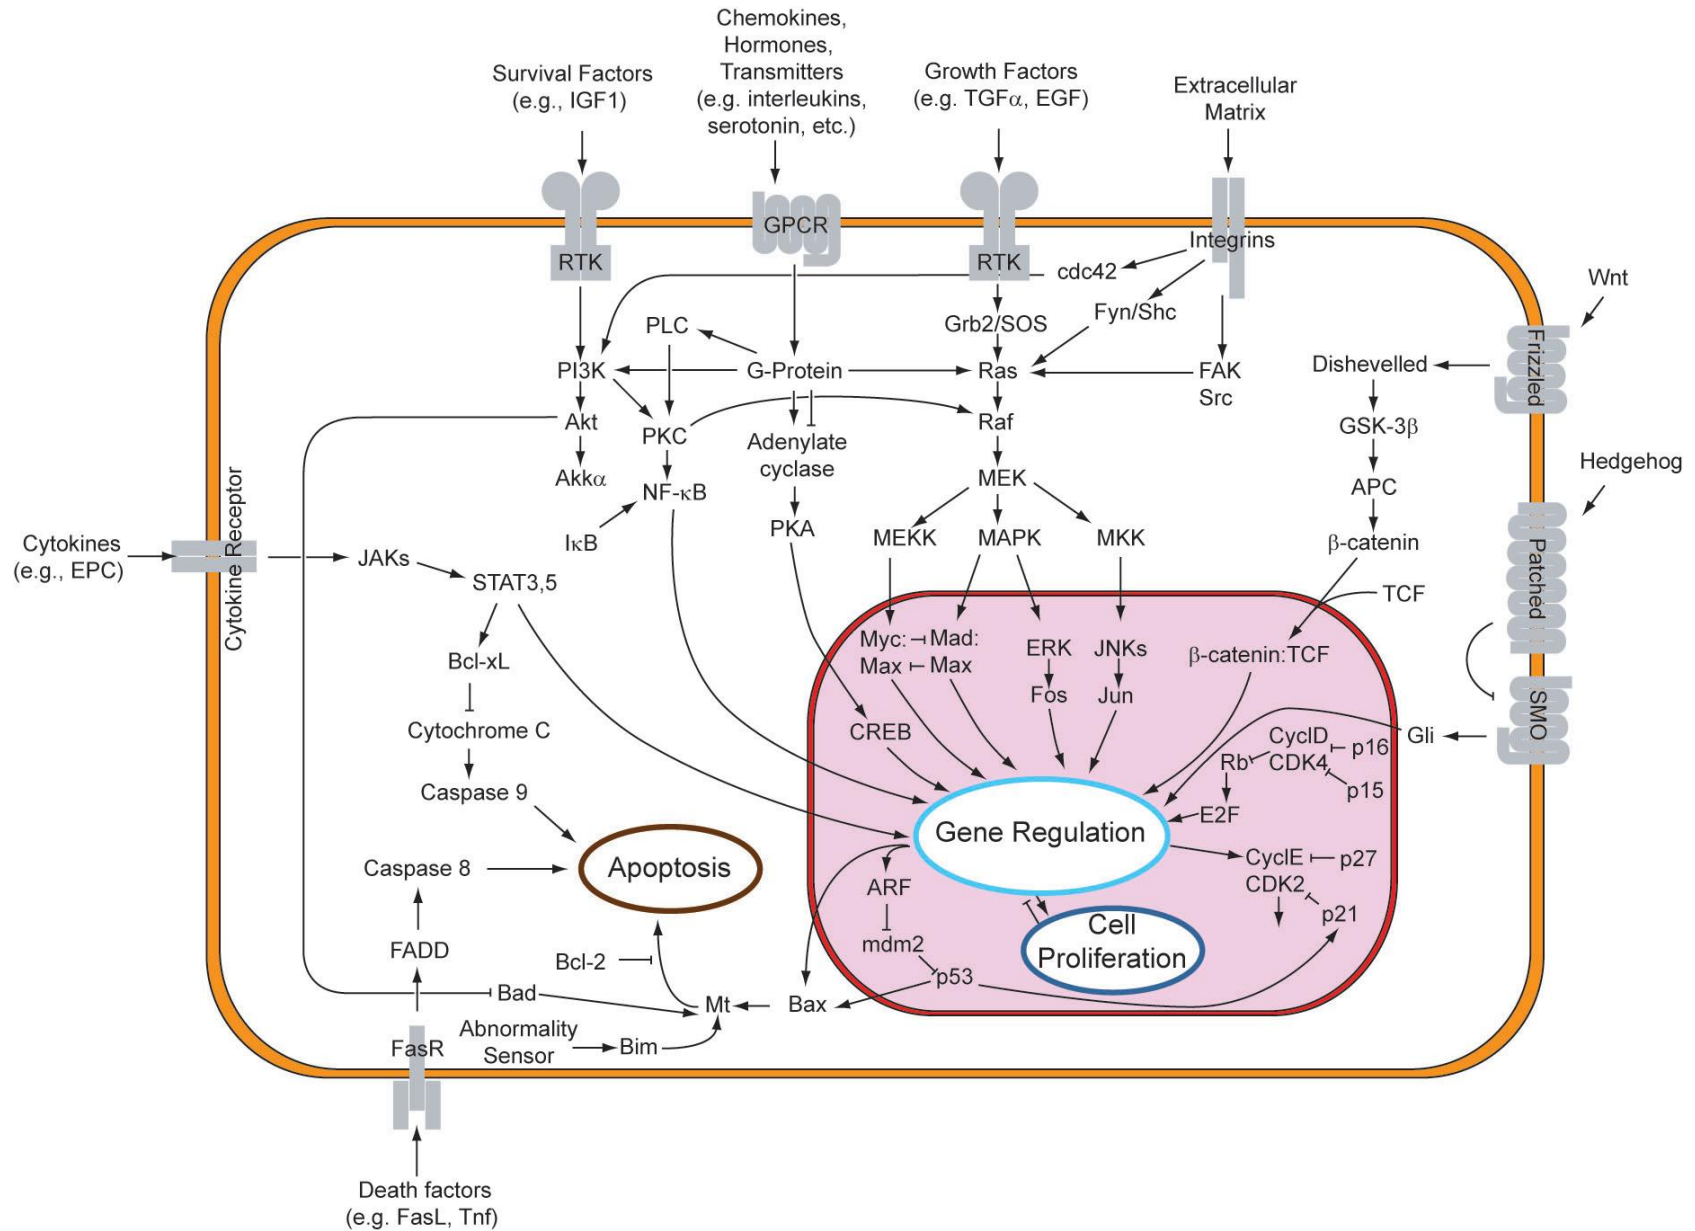 Chemokines,
Hormones,
Transmitters
(e.g. interleukins,
serotonin, etc.)
Survival Factors
(e.g., IGF1)
Growth Factors
(e.g. TGFα, EGF)
Extracellular
Matrix
RTK
GPCR
RTK
Integrins
cdc42
Wnt
Fyn/Shc
Grb2/SOS
PLC
Frizzled
Dishevelled
PI3K
G-Protein
Ras
FAK
Src
Akt
PKC
Raf
GSK-3β
Adenylate
cyclase
Hedgehog
Akkα
NF-κB
MEK
APC
PKA
IκB
MEKK
MAPK
MKK
β-catenin
Patched
Cytokines
(e.g., EPC)
Cytokine Receptor
JAKs
STAT3,5
TCF
Myc:
Mad:
Max
Max
ERK
JNKs
β-catenin:TCF
Bcl-xL
Fos
Jun
SMO
Cytochrome C
CREB
Gli
CyclD
CDK4
p16
Rb
p15
Caspase 9
E2F
Gene Regulation
CyclE
CDK2
p27
Apoptosis
Caspase 8
ARF
p21
Cell
Proliferation
mdm2
FADD
Bcl-2
p53
Bad
Mt
Bax
Abnormality
Sensor
Bim
FasR
Death factors
(e.g. FasL, Tnf)